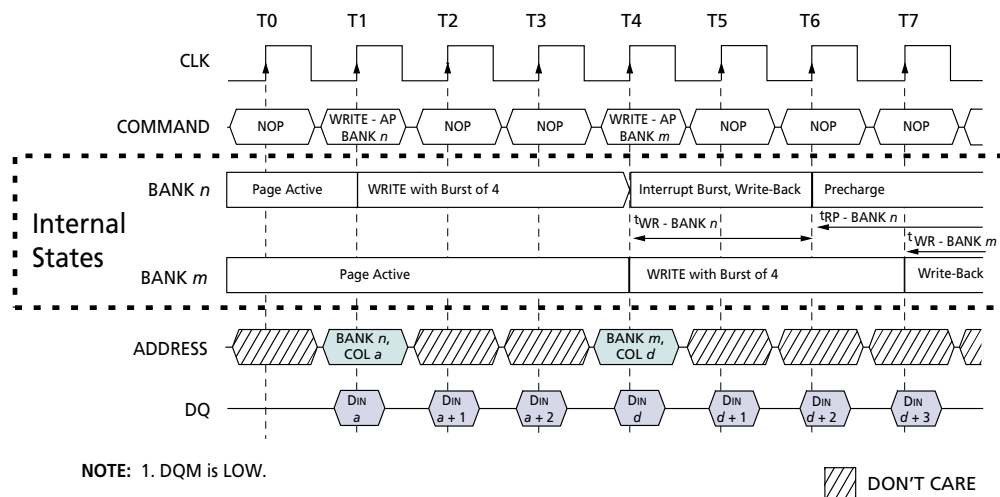 T0 T1 T2 T3 T4 T5 T6 T7
CLK
COMMAND NOP WRITE - AP BANK n NOP NOP WRITE - AP BANK m NOP NOP NOP
Internal States
BANK n Page Active WRITE with Burst of 4 Interrupt Burst, Write-Back Precharge
tWR - BANK n tRP - BANK n
t WR - BANK m
BANK m Page Active WRITE with Burst of 4 Write-Back
ADDRESS BANK n, COL a BANK m, COL d
DQ DIN a DIN a + 1 DIN a + 2 DIN d DIN d + 1 DIN d + 2 DIN d + 3
NOTE: 1. DQM is LOW.
DON'T CARE